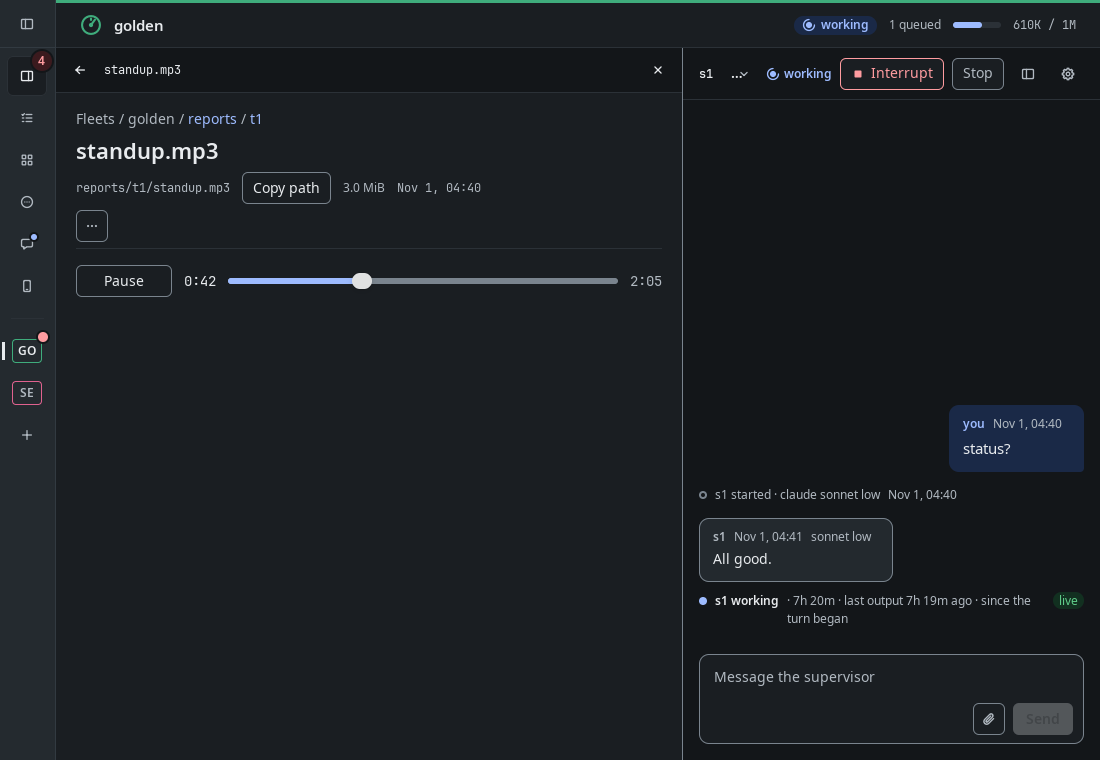 golden
working
1 queued
610K / 1M
4
standup.mp3
s1
...
working
Interrupt
Stop
Fleets / golden / reports / t1
standup.mp3
reports/t1/standup.mp3
Copy path
3.0 MiB
Nov 1, 04:40
...
Pause
0:42
2:05
GO
SE
you Nov 1, 04:40
status?
s1 started · claude sonnet low Nov 1, 04:40
s1 Nov 1, 04:41 sonnet low
All good.
s1 working · 7h 20m · last output 7h 19m ago · since the
turn began
live
Message the supervisor
Send